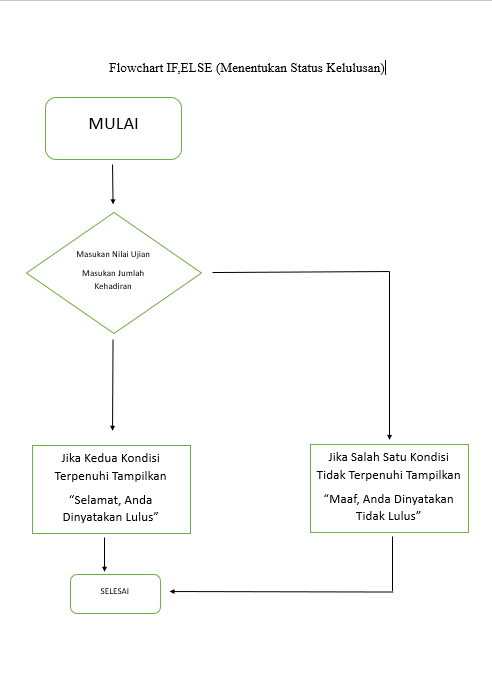 Flowchart IF,ELSE (Menentukan Status Kelulusan)
MULAI
Masukan Nilai Ujian
Masukan Jumlah
Kehadiran
Jika Kedua Kondisi
Terpenuhi Tampilkan
“Selamat, Anda
Dinyatakan Lulus”
Jika Salah Satu Kondisi
Tidak Terpenuhi Tampilkan
“Maaf, Anda Dinyatakan
Tidak Lulus”
SELESAI